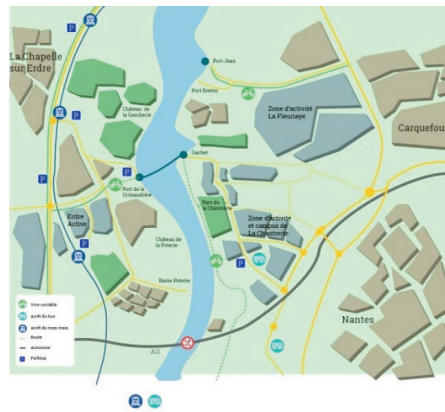 La Chapelle
sur Erdre
P
Port-Jean
Port Breton
Château de
la Gascherie
P
Zone d'activité
La Fleuriaye
Carquefou
Gachet
P
P
Port de la
Grimaudière
Parc de
la Chantrerie
Erdre
Active
Zone d'activité
et campus de
La Chantrerie
P
Château de
la Poterie
P
Basse Poterie
Nantes
A11
Voie cyclable
Arrêt de bus
Arrêt du tram-train
Route
Autoroute
P Parking